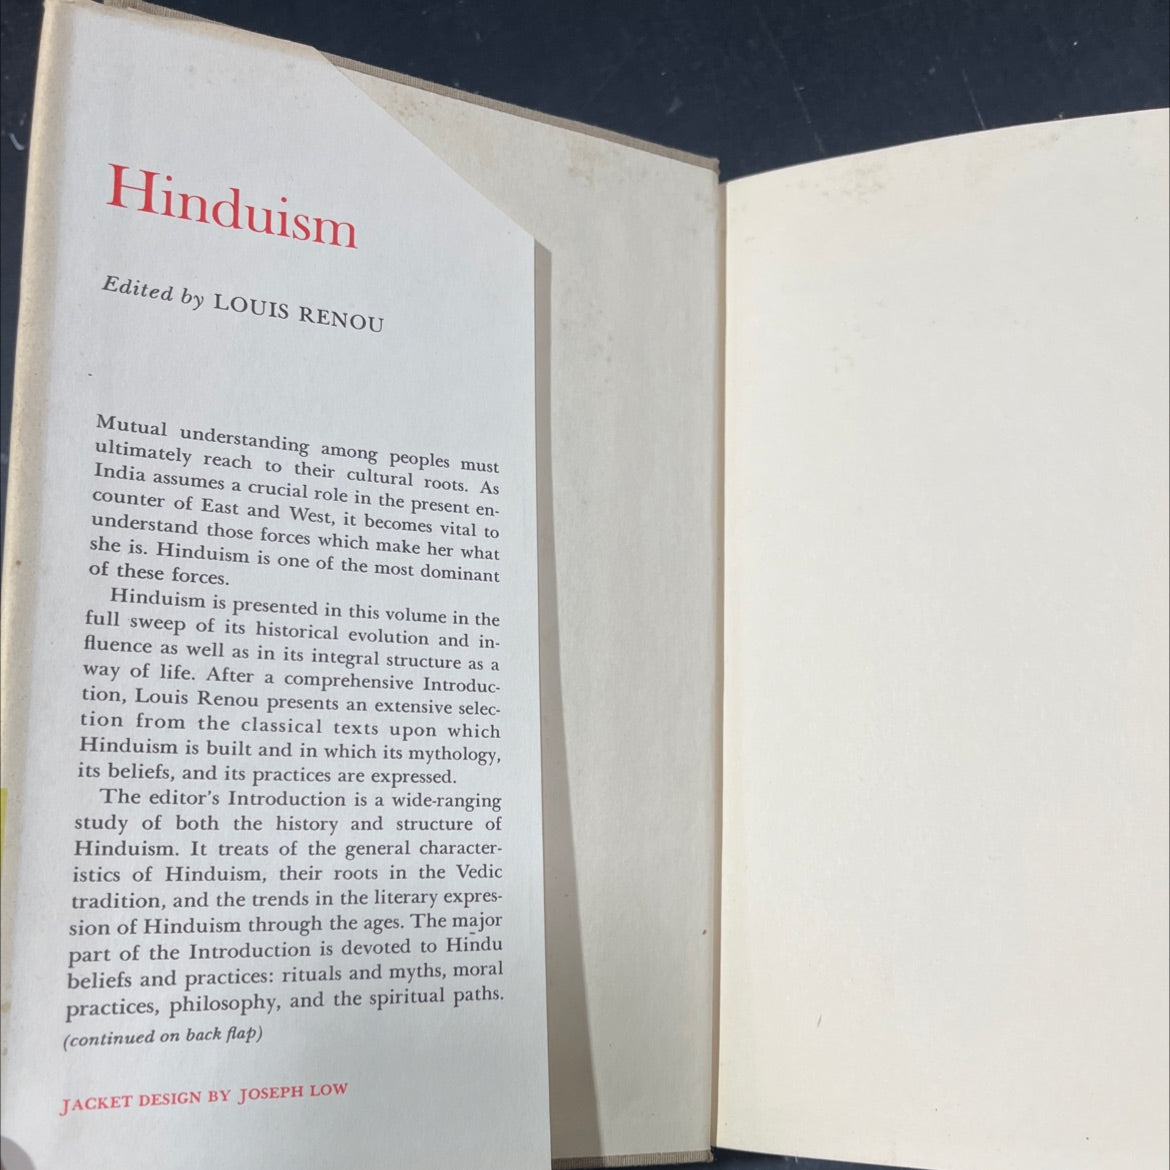 Hinduism
Edited by LOUIS RENOU
Mutual understanding among peoples must
ultimately reach to their cultural roots. As
India assumes a crucial role in the present en-
counter of East and West, it becomes vital to
understand those forces which make her what
she is. Hinduism is one of the most dominant
of these forces.
Hinduism is presented in this volume in the
full sweep of its historical evolution and in-
fluence as well as in its integral structure as a
way of life. After a comprehensive Introduc-
tion, Louis Renou presents an extensive selec-
tion from the classical texts upon which
Hinduism is built and in which its mythology,
its beliefs, and its practices are expressed.
The editor's Introduction is a wide-ranging
study of both the history and structure of
Hinduism. It treats of the general character-
istics of Hinduism, their roots in the Vedic
tradition, and the trends in the literary expres-
sion of Hinduism through the ages. The major
part of the Introduction is devoted to Hindu
beliefs and practices: rituals and myths, moral
practices, philosophy, and the spiritual paths.
(continued on back flap)
JACKET DESIGN BY JOSEPH LOW